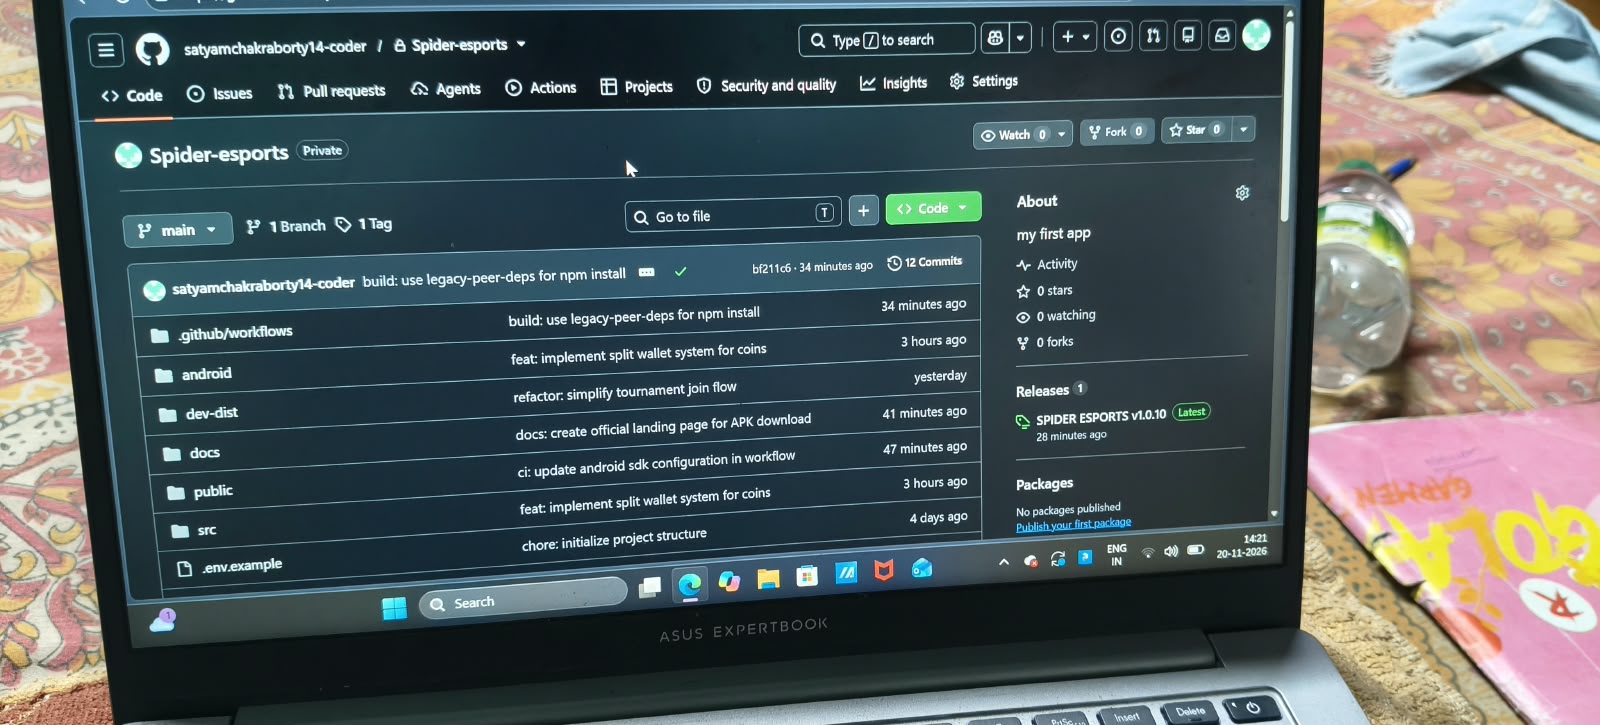 satyamchakraborty14-coder / Spider-esports
Type / to search
Code Issues Pull requests Agents Actions Projects Security and quality Insights Settings
Spider-esports Private
Watch 0 Fork 0 Star 0
main 1 Branch 1 Tag
Go to file T
+ Code
satyamchakraborty14-coder build: use legacy-peer-deps for npm install
bf211c6 · 34 minutes ago 12 Commits
.github/workflows build: use legacy-peer-deps for npm install 34 minutes ago
android feat: implement split wallet system for coins 3 hours ago
dev-dist refactor: simplify tournament join flow yesterday
docs docs: create official landing page for APK download 41 minutes ago
public ci: update android sdk configuration in workflow 47 minutes ago
src feat: implement split wallet system for coins 3 hours ago
.env.example chore: initialize project structure 4 days ago
About
my first app
Activity
0 stars
0 watching
0 forks
Releases 1
SPIDER ESPORTS v1.0.10 Latest
28 minutes ago
Packages
No packages published
Publish your first package
1
Search
ENG
IN
14:21
20-11-2026
ASUS EXPERTBOOK
PrtSc
Insert
Delete
GARMEN
R